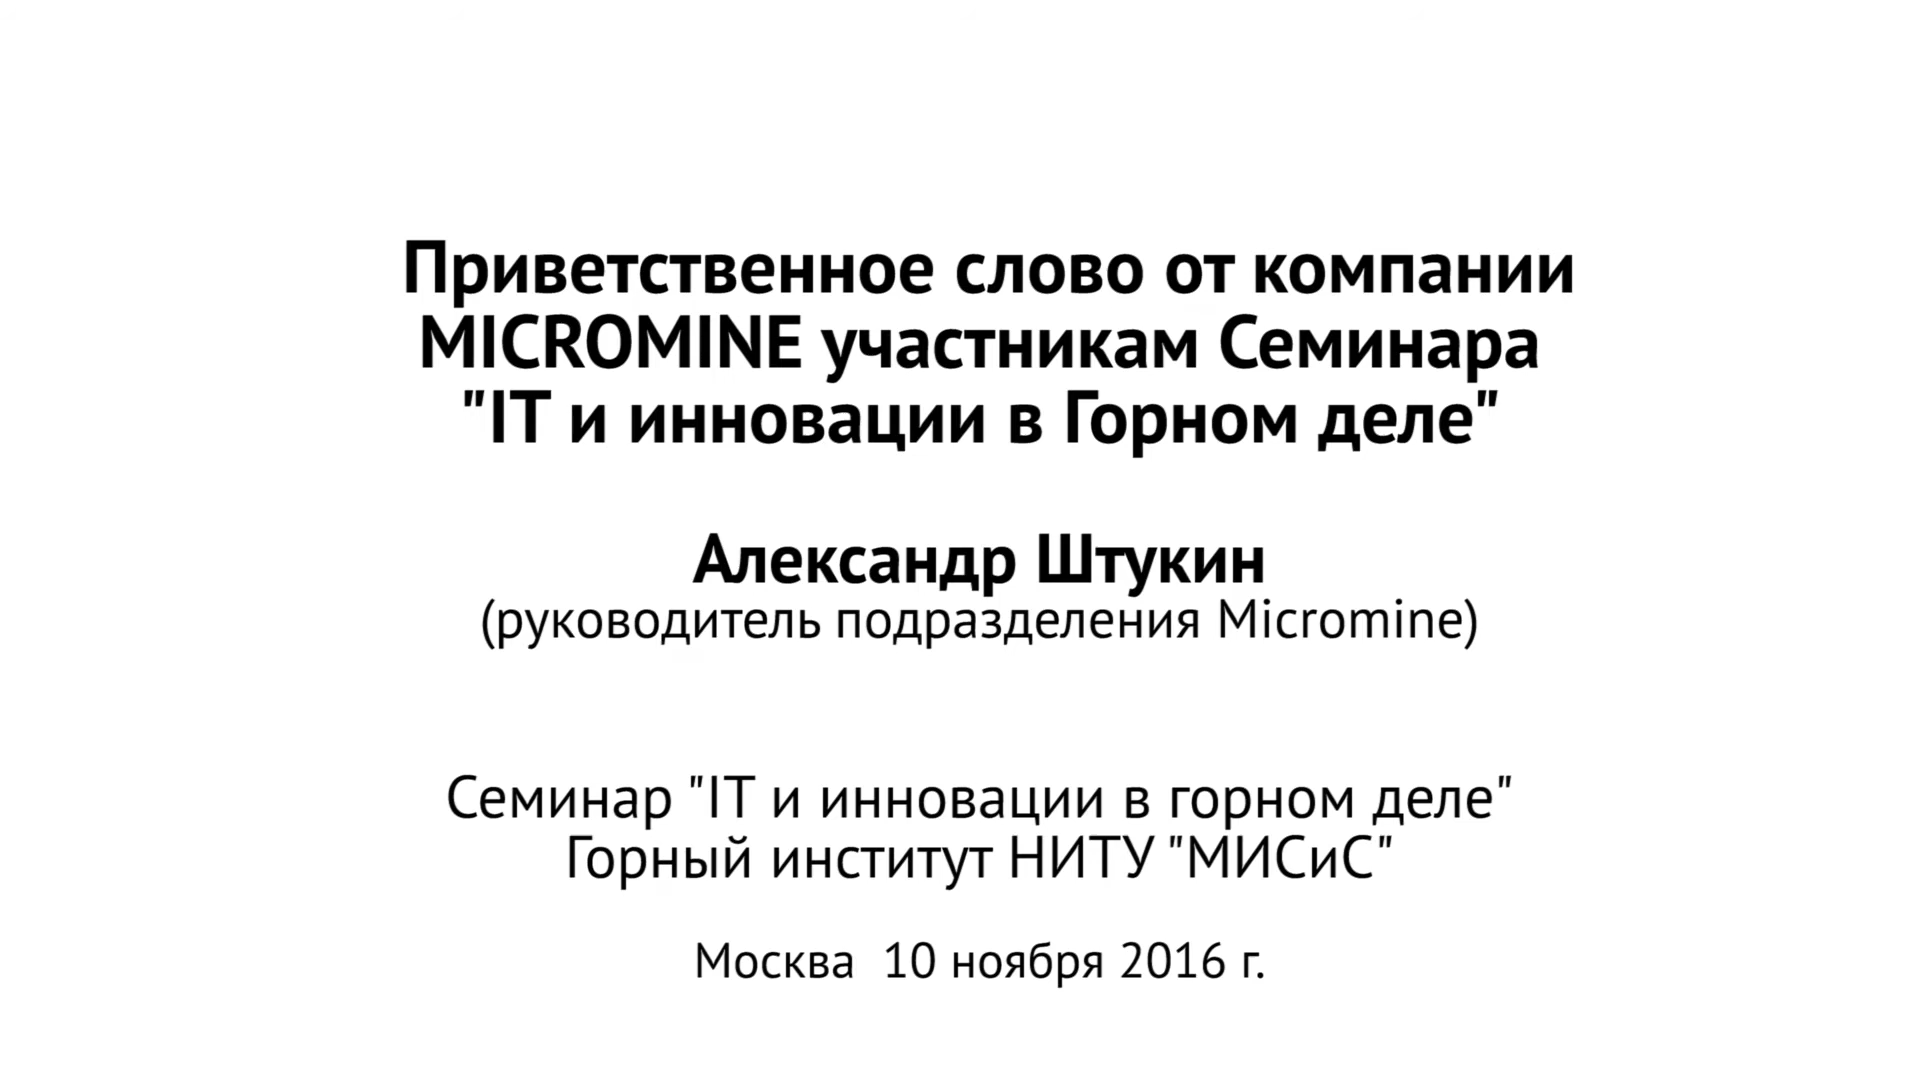 Приветственное слово от компании
MICROMINE участникам Семинара
"IT и инновации в Горном деле"
Александр Штукин
(руководитель подразделения Micromine)
Семинар "IT и инновации в горном деле"
Горный институт НИТУ "МИСиС"
Москва  10 ноября 2016 г.